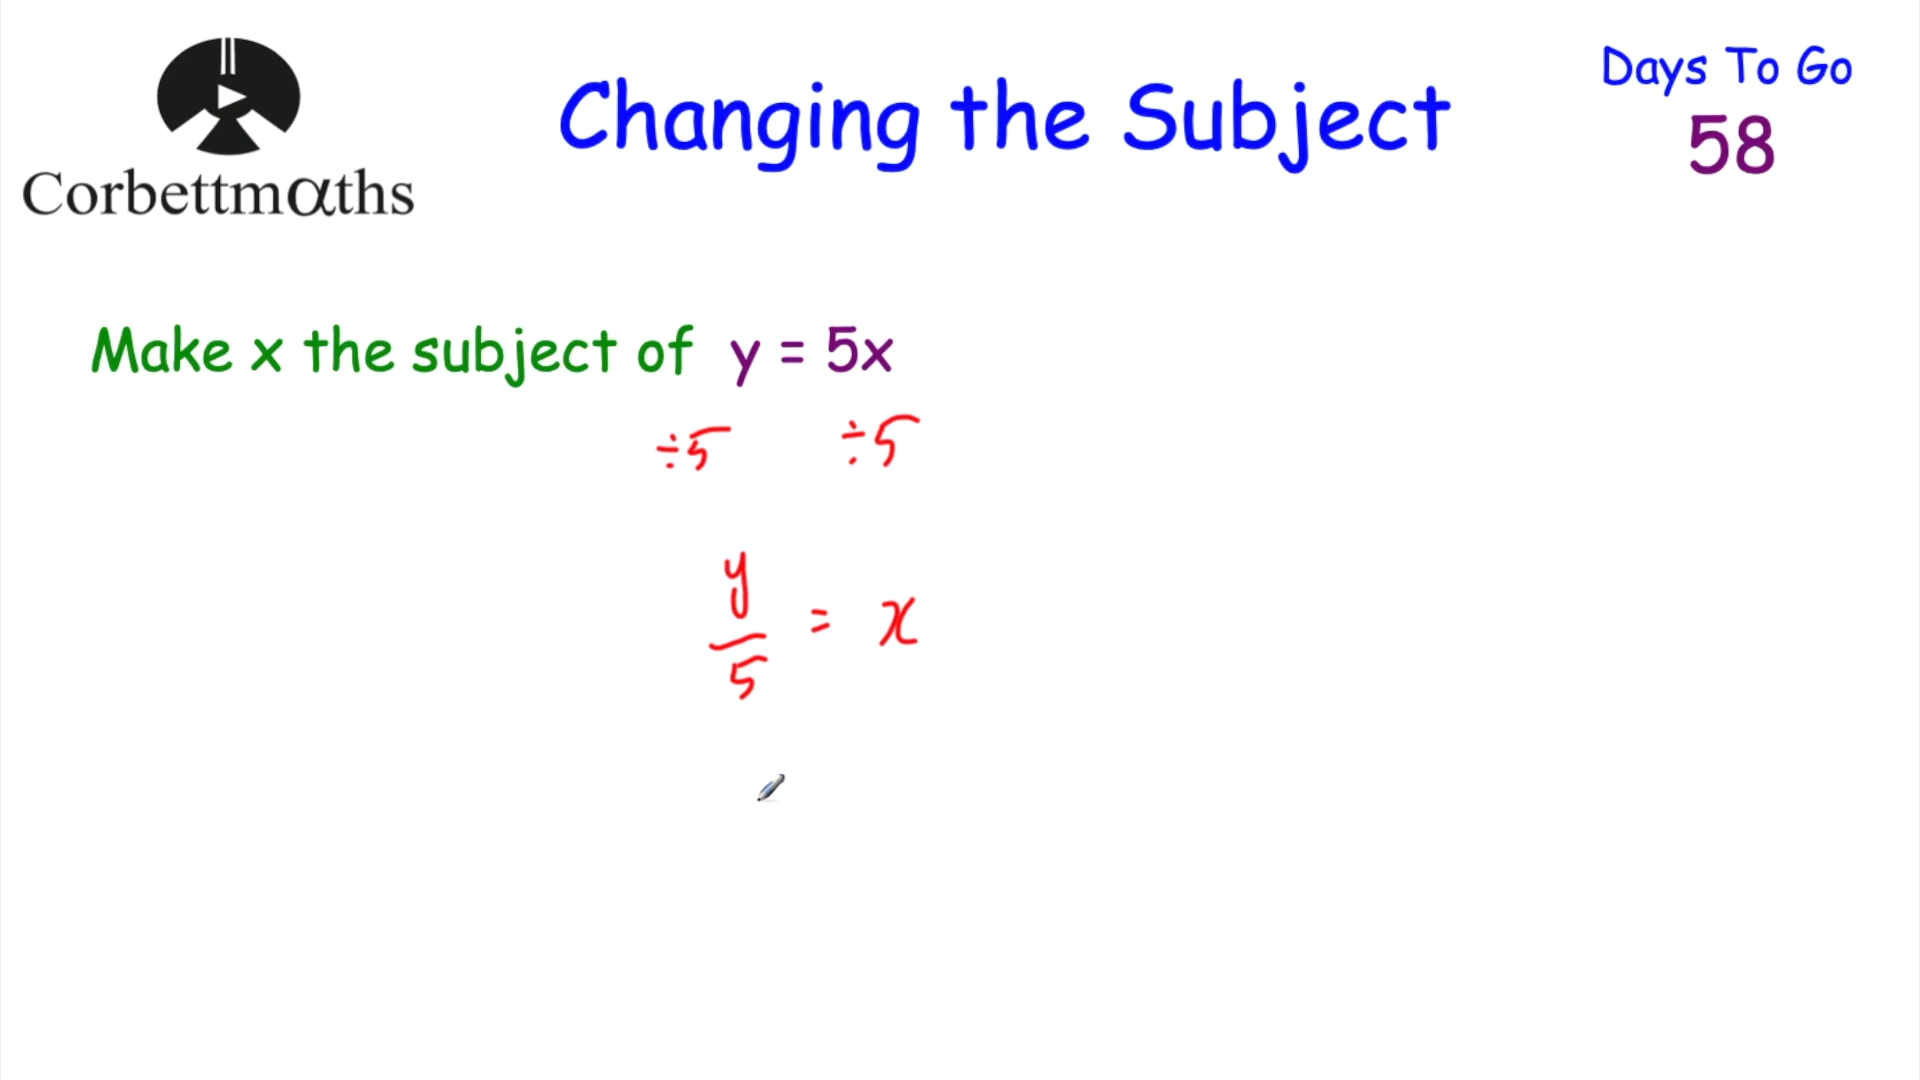 Corbettmαths
Changing the Subject
Days To Go
58
Make x the subject of y = 5x
÷5 ÷5
y/5 = x